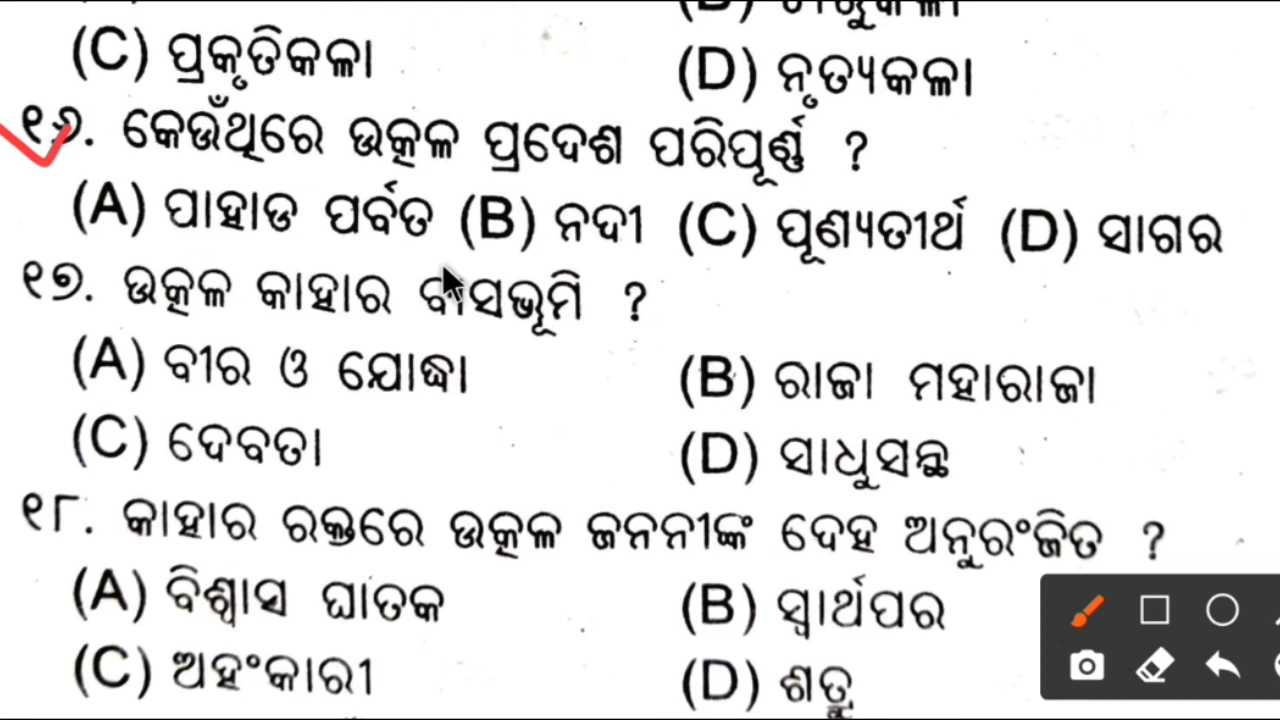 (C) ପ୍ରକୃତିକଳା (D) ନୃତ୍ୟକଳା
୧୬. କେଉଁଥିରେ ଉତ୍କଳ ପ୍ରଦେଶ ପରିପୂର୍ଣ୍ଣ ?
(A) ପାହାଡ ପର୍ବତ (B) ନଦୀ (C) ପୂଣ୍ୟତୀର୍ଥ (D) ସାଗର
୧୭. ଉତ୍କଳ କାହାର ବାସଭୂମି ?
(A) ବୀର ଓ ଯୋଦ୍ଧା (B) ରାଜା ମହାରାଜା
(C) ଦେବତା (D) ସାଧୁସନ୍ଥ
୧୮. କାହାର ରକ୍ତରେ ଉତ୍କଳ ଜନନୀଙ୍କ ଦେହ ଅନୁରଂଜିତ ?
(A) ବିଶ୍ୱାସ ଘାତକ (B) ସ୍ୱାର୍ଥପର
(C) ଅହଂକାରୀ (D) ଶତ୍ରୁ